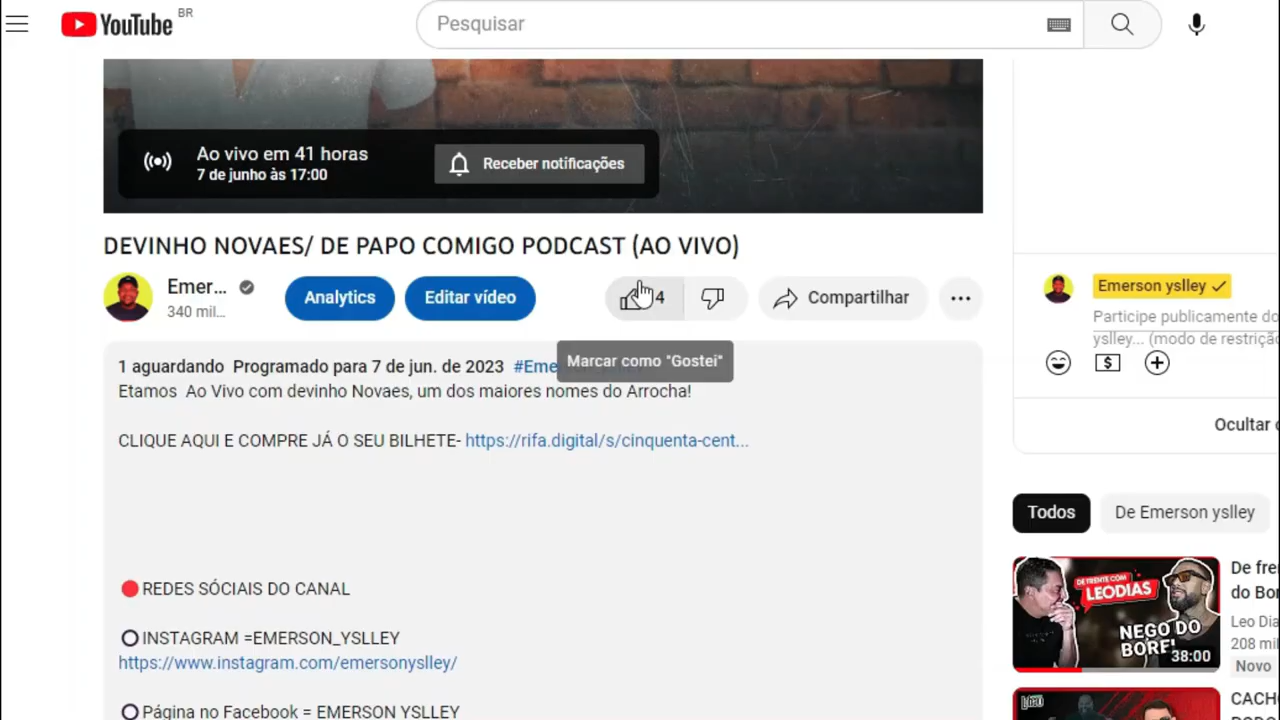 YouTube BR
Pesquisar
Ao vivo em 41 horas
7 de junho às 17:00
Receber notificações
DEVINHO NOVAES/ DE PAPO COMIGO PODCAST (AO VIVO)
Emer...
340 mil...
Analytics
Editar vídeo
4
Compartilhar
Marcar como "Gostei"
1 aguardando Programado para 7 de jun. de 2023 #Eme
Etamos Ao Vivo com devinho Novaes, um dos maiores nomes do Arrocha!
CLIQUE AQUI E COMPRE JÁ O SEU BILHETE- https://rifa.digital/s/cinquenta-cent...
REDES SÓCIAIS DO CANAL
INSTAGRAM =EMERSON_YSLLEY
https://www.instagram.com/emersonyslley/
Página no Facebook = EMERSON YSLLEY
Emerson yslley
Participe publicamente do
yslley... (modo de restrição
Ocultar
Todos
De Emerson yslley
DE FRENTE COM
LEODIAS
NEGO DO
BOREL
38:00
De fre
do Bor
Leo Dia
208 mil
Novo
CACH